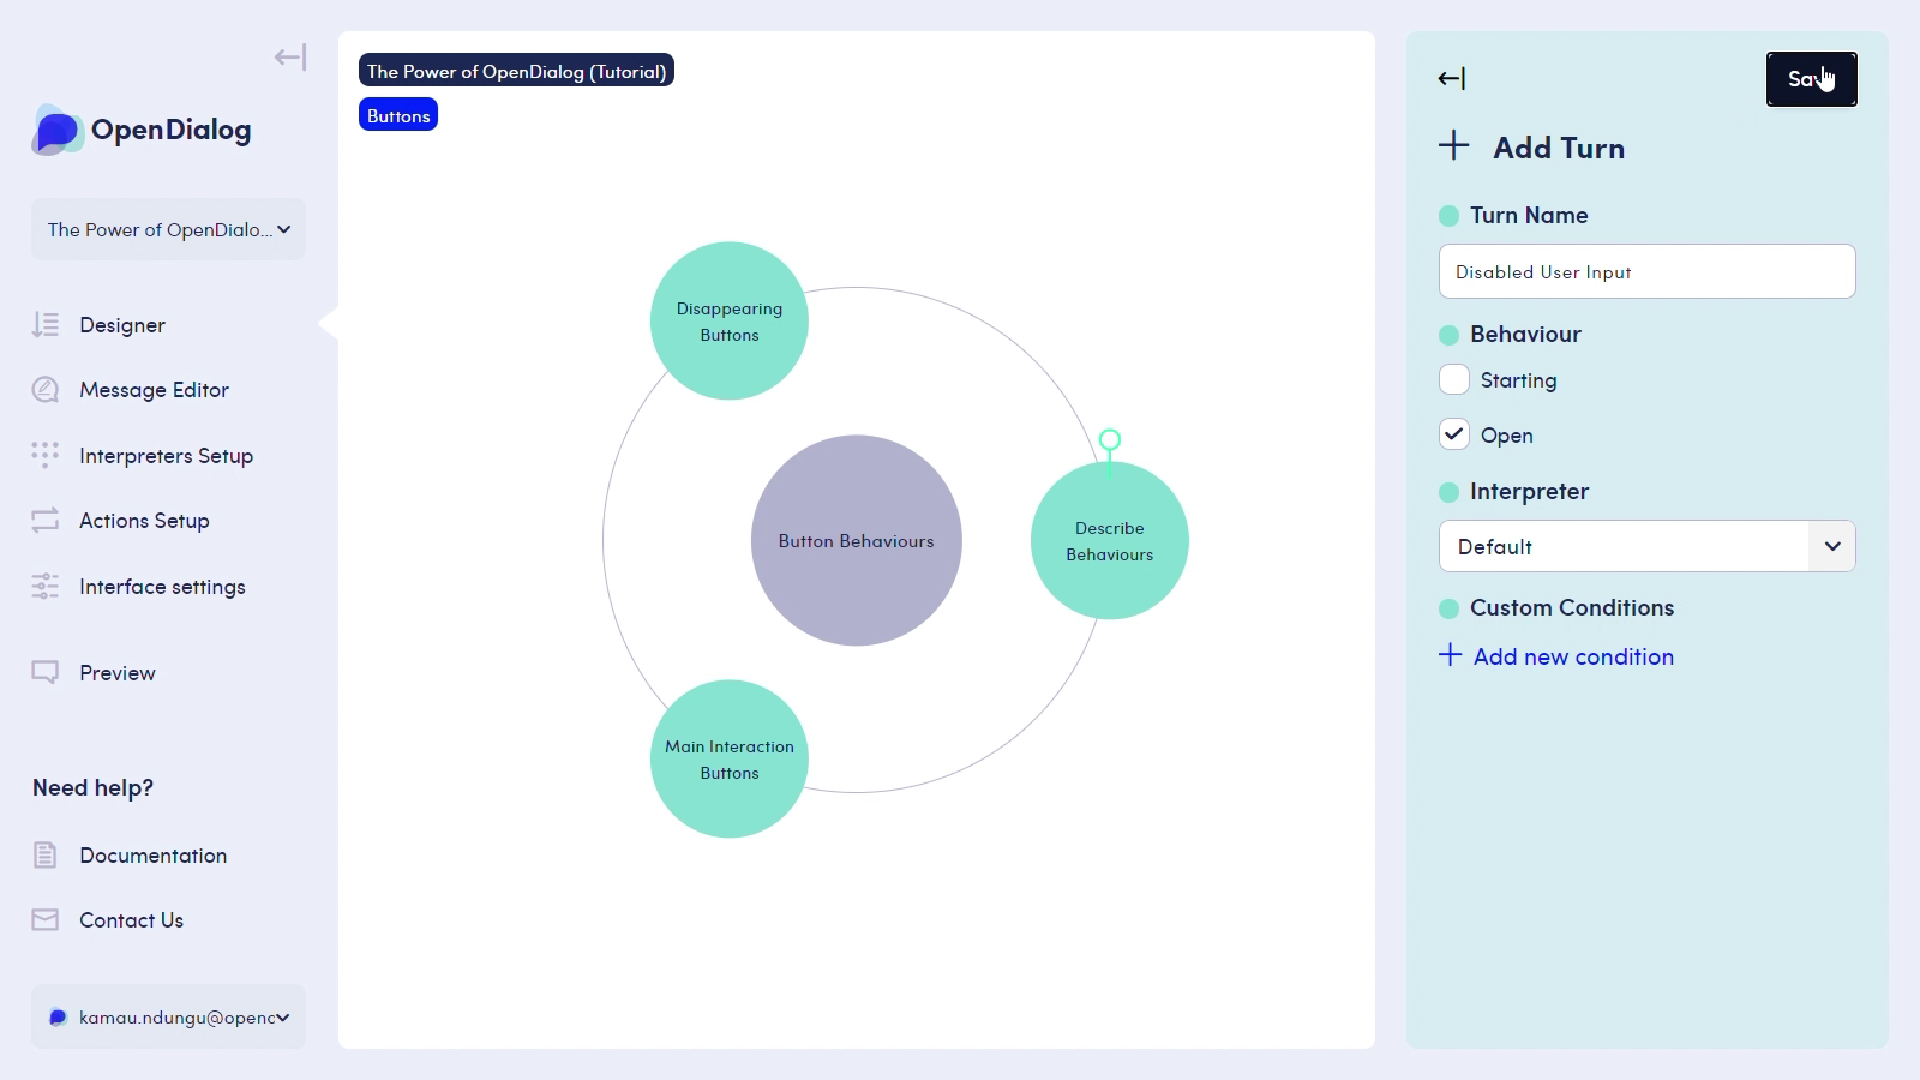 OpenDialog
The Power of OpenDialo...
Designer
Message Editor
Interpreters Setup
Actions Setup
Interface settings
Preview
Need help?
Documentation
Contact Us
kamau.ndungu@openc
The Power of OpenDialog (Tutorial)
Buttons
Disappearing
Buttons
Button Behaviours
Describe
Behaviours
Main Interaction
Buttons
Add Turn
Turn Name
Disabled User Input
Behaviour
Starting
Open
Interpreter
Default
Custom Conditions
Add new condition